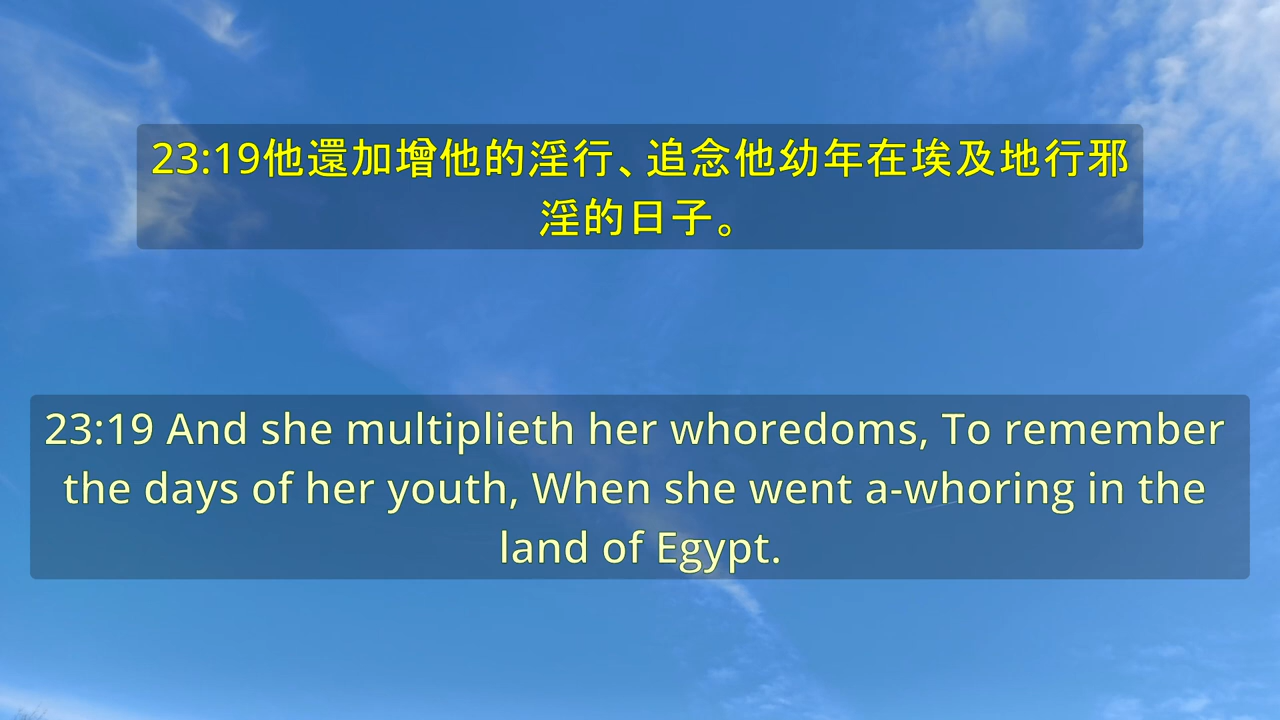 23:19他還加增他的淫行、追念他幼年在埃及地行邪
淫的日子。
23:19 And she multiplieth her whoredoms, To remember
the days of her youth, When she went a-whoring in the
land of Egypt.